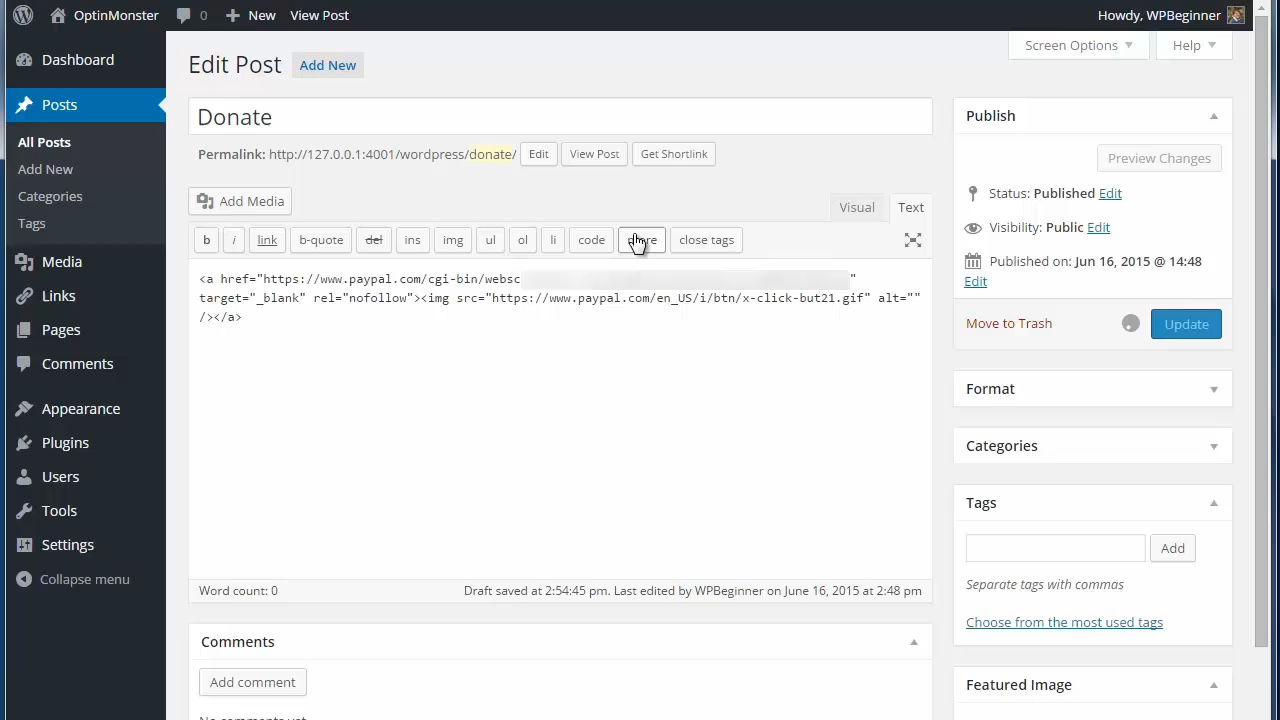 OptinMonster 0 New View Post Howdy, WPBeginner
Dashboard
Posts
All Posts
Add New
Categories
Tags
Media
Links
Pages
Comments
Appearance
Plugins
Users
Tools
Settings
Collapse menu
Screen Options Help
Edit Post Add New
Donate
Permalink: http://127.0.0.1:4001/wordpress/donate/ Edit View Post Get Shortlink
Add Media Visual Text
b i link b-quote del ins img ul ol li code more close tags
<a href="https://www.paypal.com/cgi-bin/websc "
target="_blank" rel="nofollow"><img src="https://www.paypal.com/en_US/i/btn/x-click-but21.gif" alt=""
/></a>
Word count: 0 Draft saved at 2:54:45 pm. Last edited by WPBeginner on June 16, 2015 at 2:48 pm
Comments
Add comment
No comments yet
Publish
Preview Changes
Status: Published Edit
Visibility: Public Edit
Published on: Jun 16, 2015 @ 14:48
Edit
Move to Trash Update
Format
Categories
Tags
Add
Separate tags with commas
Choose from the most used tags
Featured Image